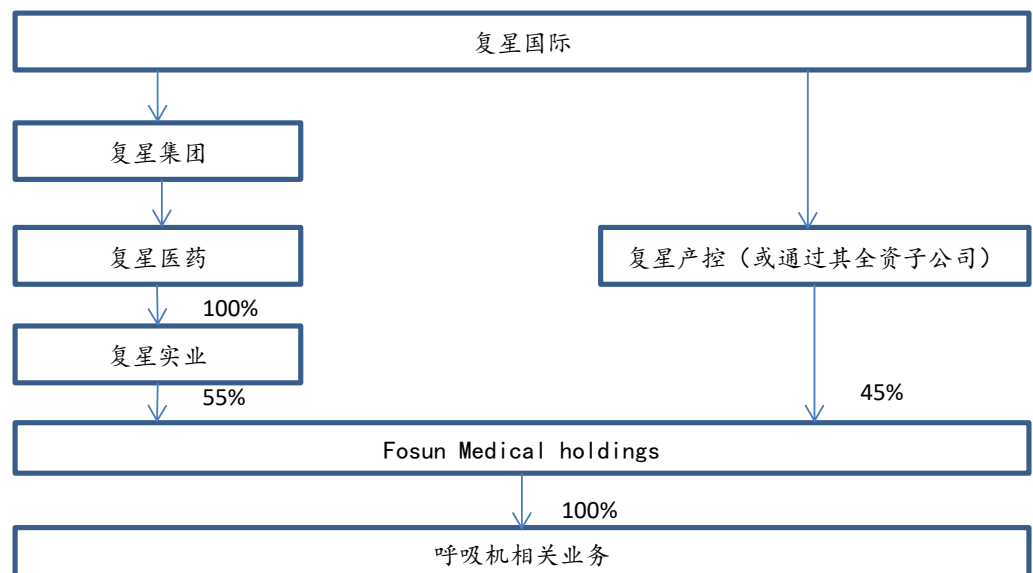 复星国际
复星集团
复星医药
复星产控（或通过其全资子公司）
100%
复星实业
55%
45%
Fosun Medical holdings
100%
呼吸机相关业务